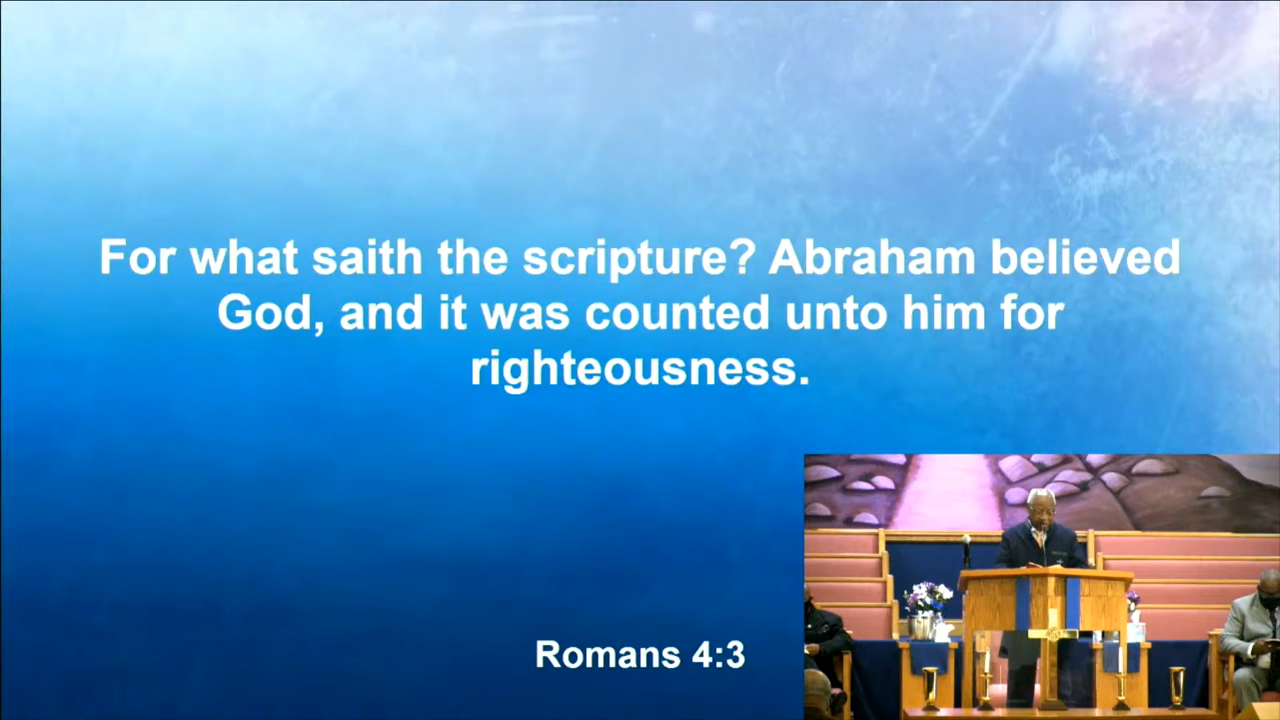 For what saith the scripture? Abraham believed
God, and it was counted unto him for
righteousness.
Romans 4:3